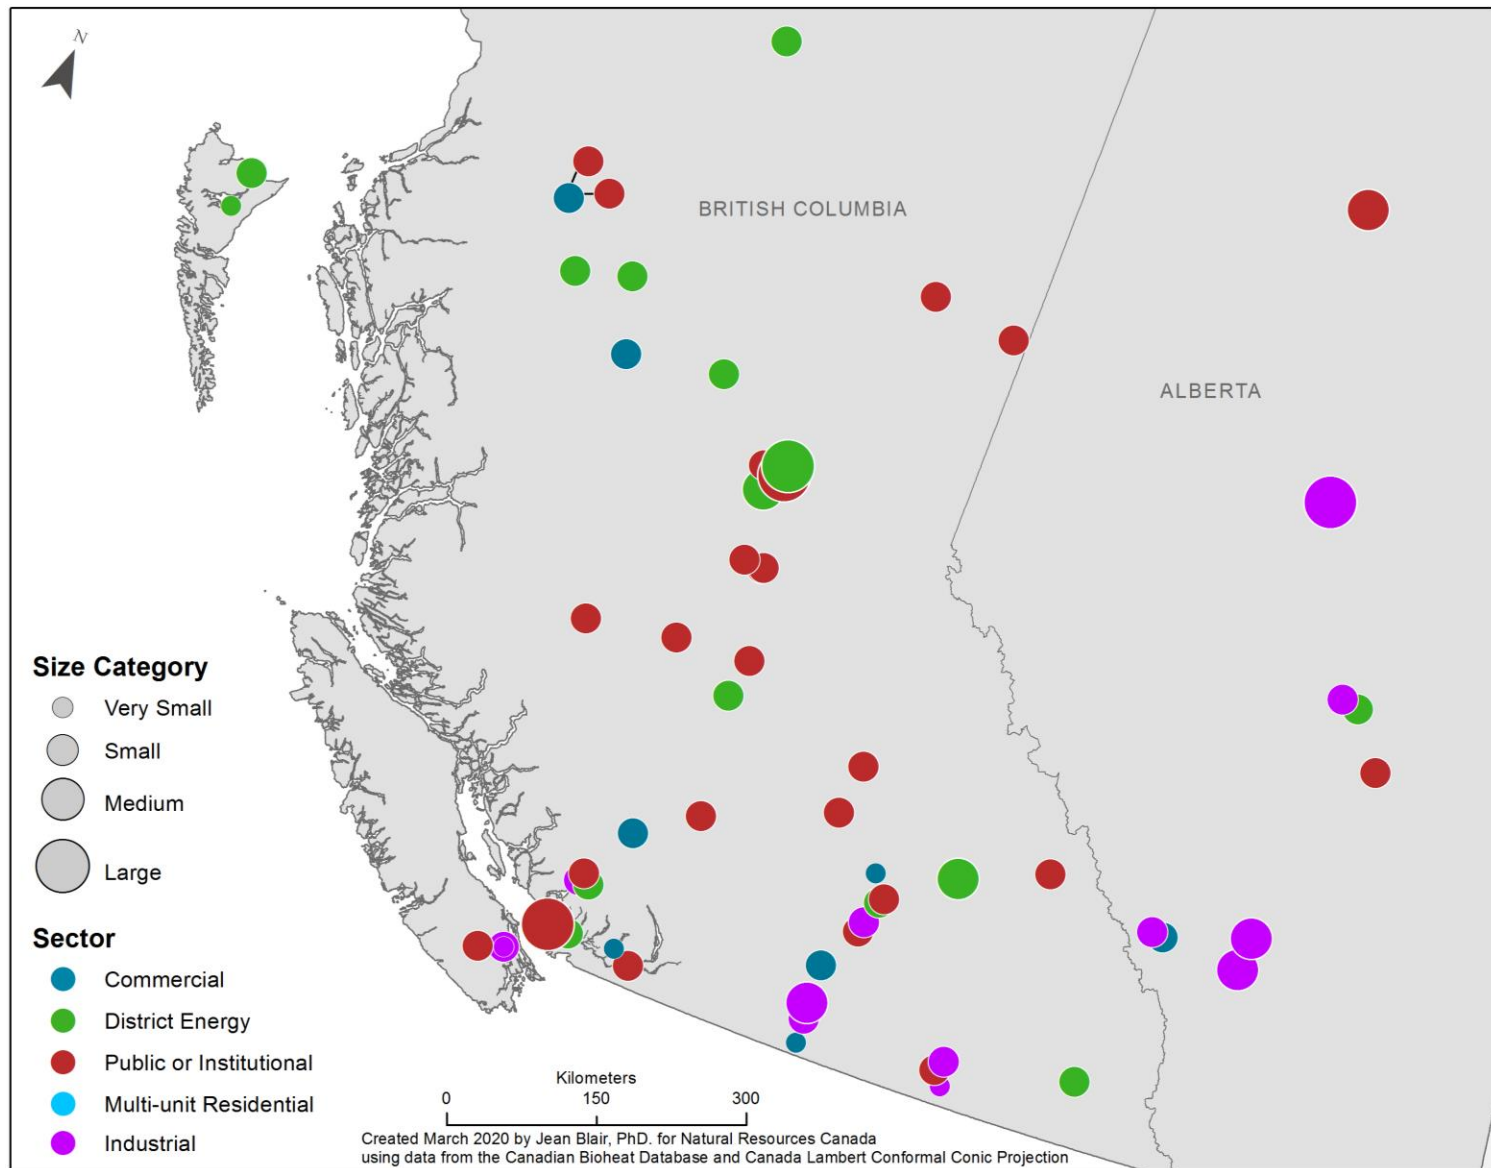 N
BRITISH COLUMBIA
ALBERTA
Size Category
Very Small
Small
Medium
Large
Sector
Commercial
District Energy
Public or Institutional
Multi-unit Residential
Industrial
Kilometers
0 150 300
Created March 2020 by Jean Blair, PhD. for Natural Resources Canada
using data from the Canadian Bioheat Database and Canada Lambert Conformal Conic Projection